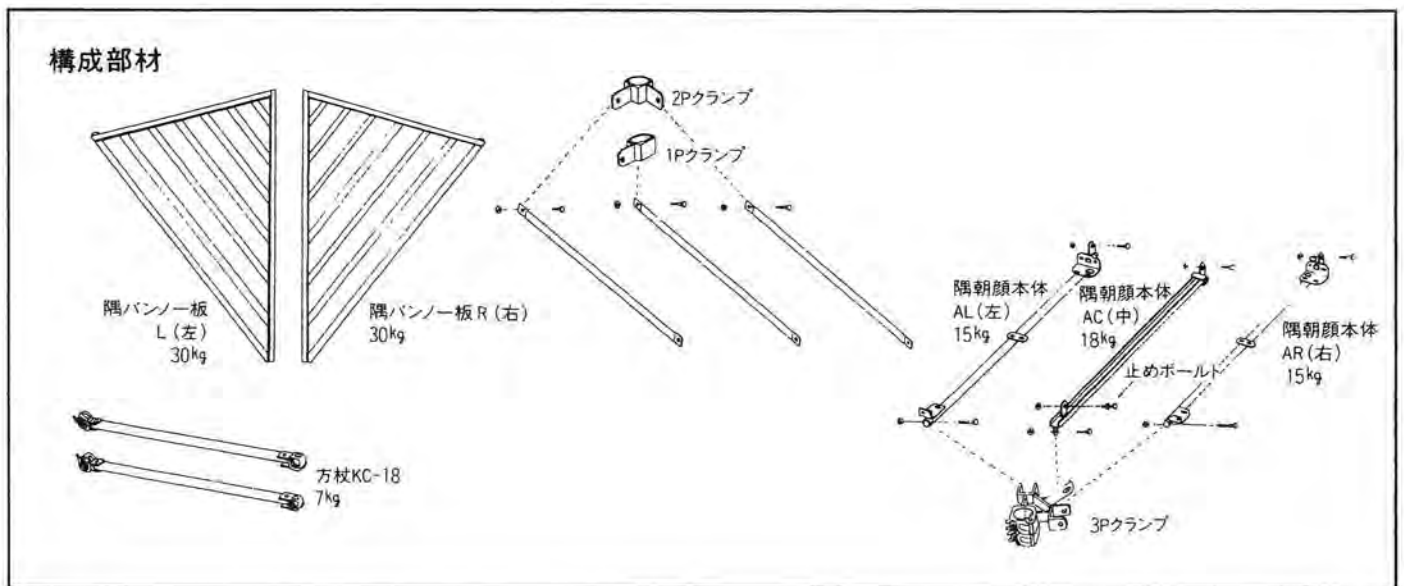 構成部材
2Pクランプ
1Pクランプ
隅バンノー板
L(左)
30kg
隅バンノー板R(右)
30kg
方杖KC-18
7kg
隅朝顔本体
AL(左)
15kg
隅朝顔本体
AC(中)
18kg
止めボールト
隅朝顔本体
AR(右)
15kg
3Pクランプ